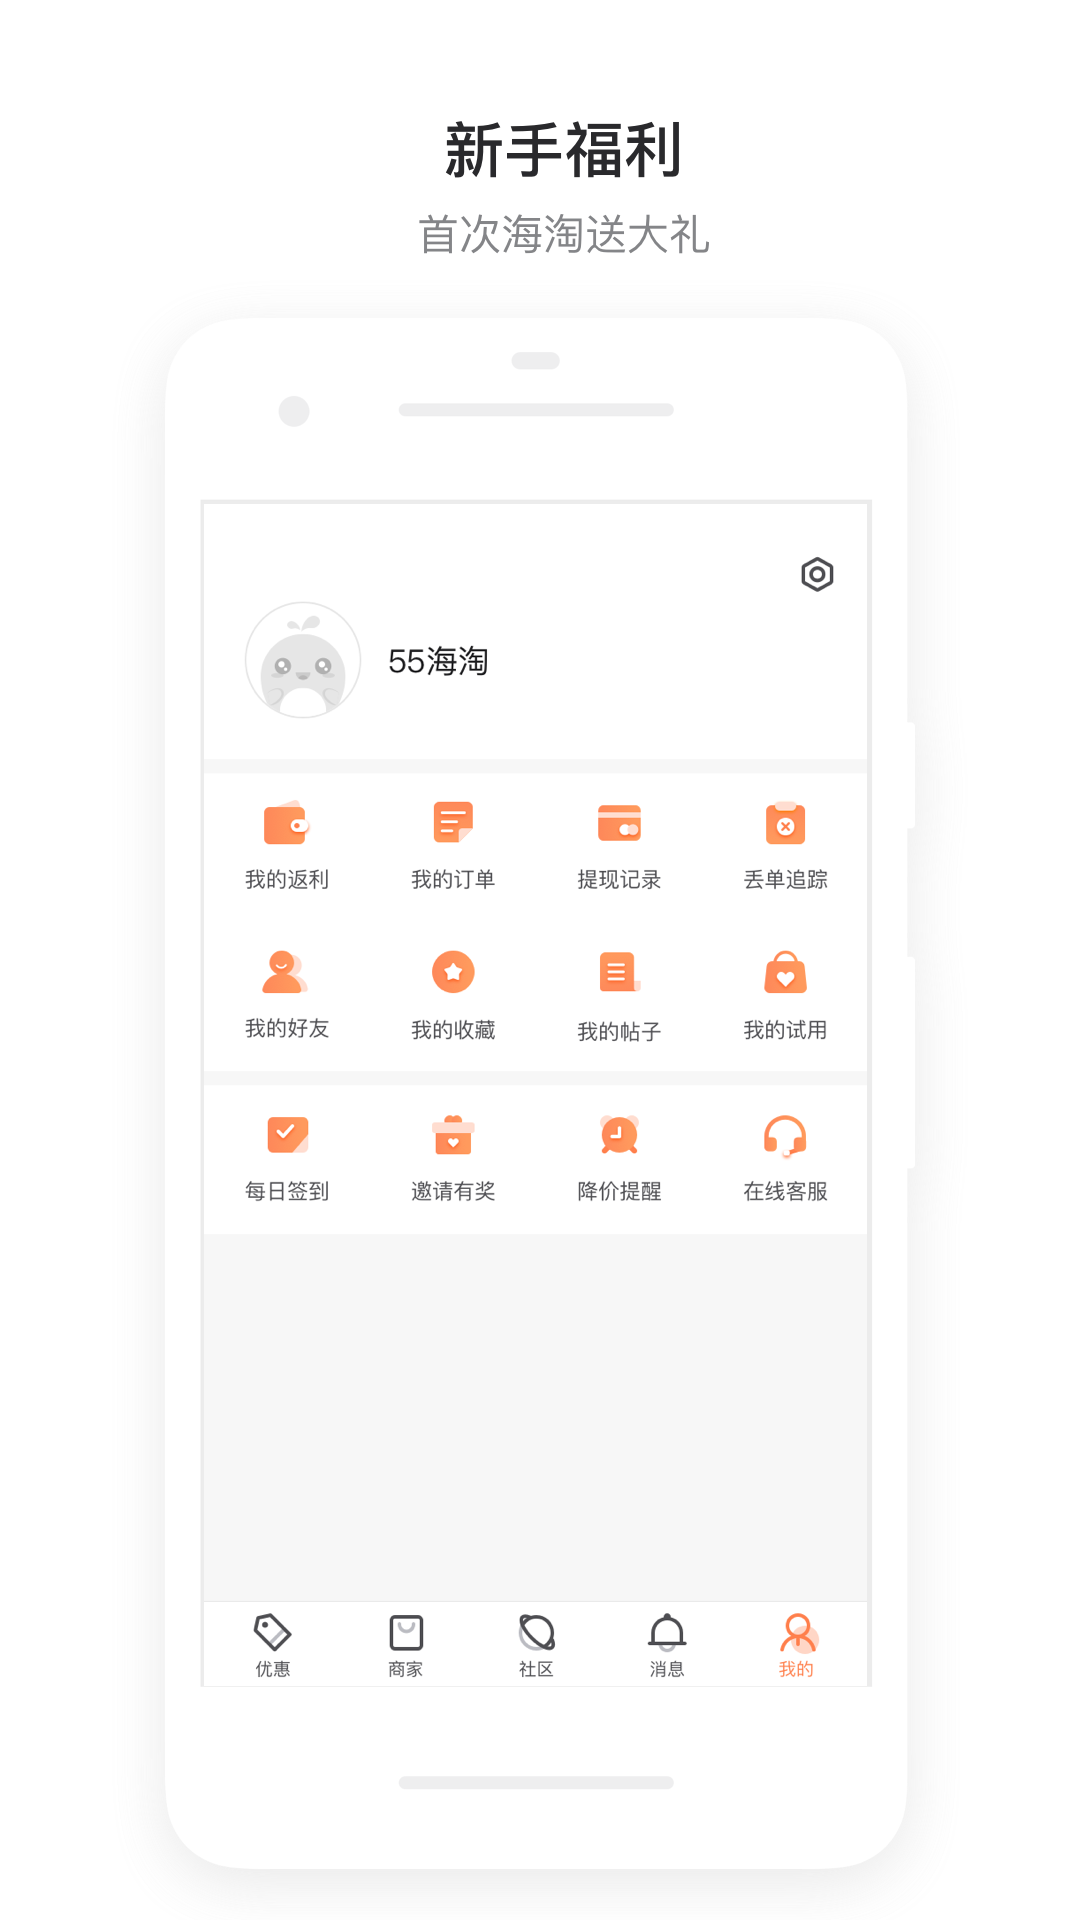 新手福利
首次海淘送大礼
55海淘
我的返利 我的订单 提现记录 丢单追踪
我的好友 我的收藏 我的帖子 我的试用
每日签到 邀请有奖 降价提醒 在线客服
优惠 商家 社区 消息 我的